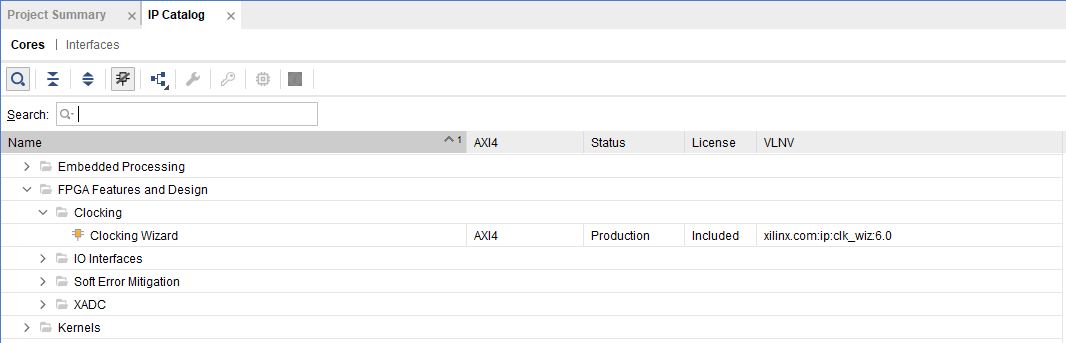 Project Summary × IP Catalog ×
Cores | Interfaces
Search:
Name 1 AXI4 Status License VLNV
Embedded Processing
FPGA Features and Design
Clocking
Clocking Wizard AXI4 Production Included xilinx.com:ip:clk_wiz:6.0
IO Interfaces
Soft Error Mitigation
XADC
Kernels